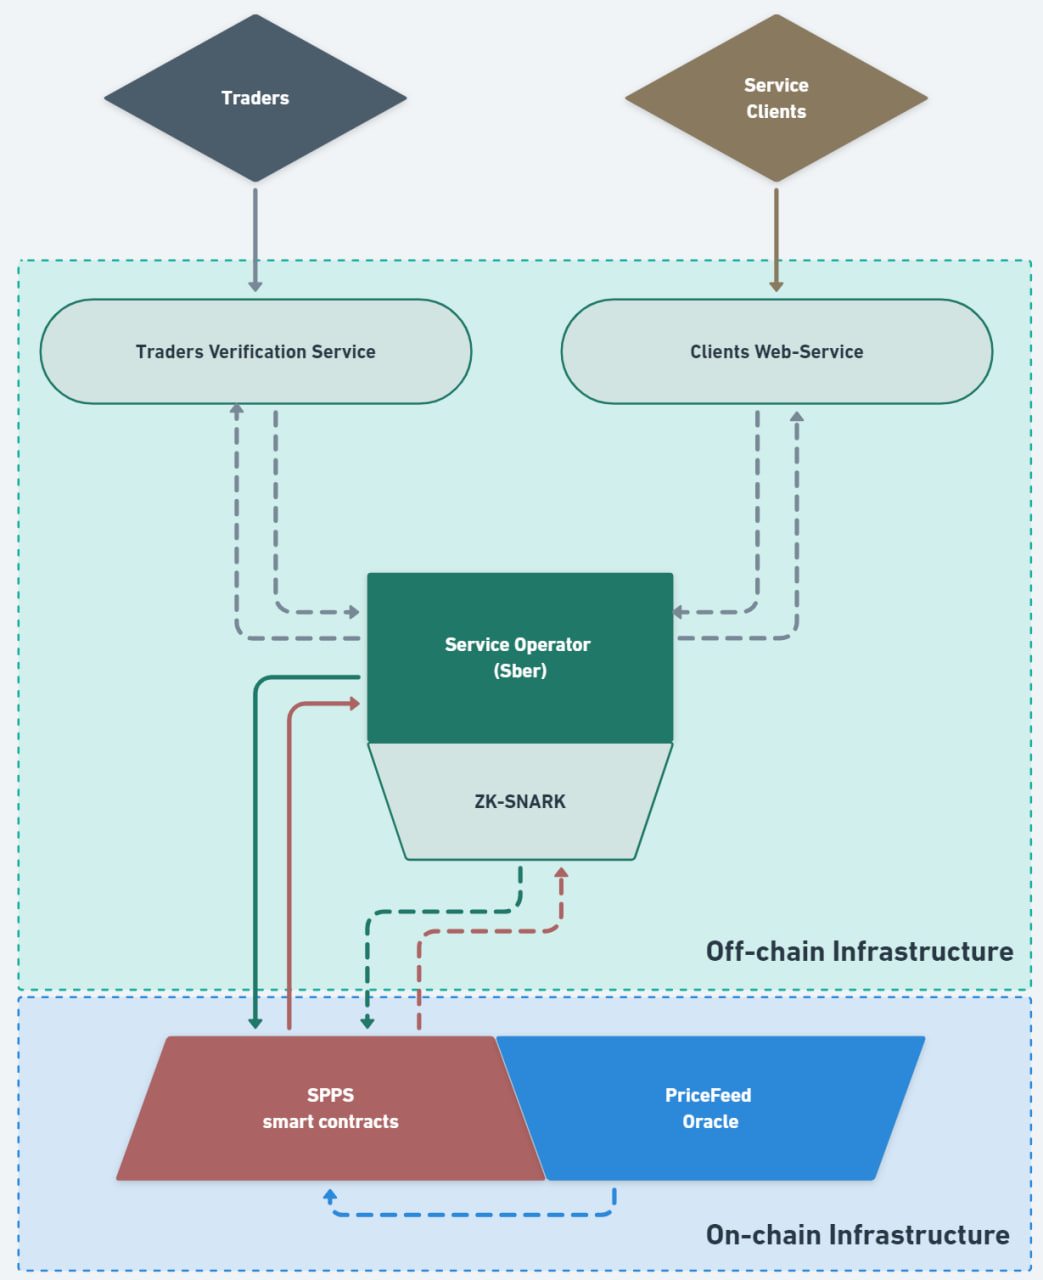 Traders
Service
Clients
Traders Verification Service
Clients Web-Service
Service Operator
(Sber)
ZK-SNARK
Off-chain Infrastructure
SPPS
smart contracts
PriceFeed
Oracle
On-chain Infrastructure